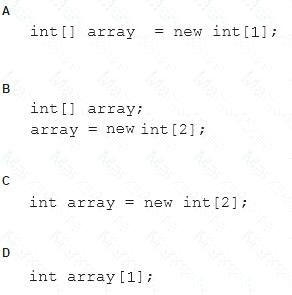 A
int[] array = new int[1];
B
int[] array;
array = new int[2];
C
int array = new int[2];
D
int array[1];